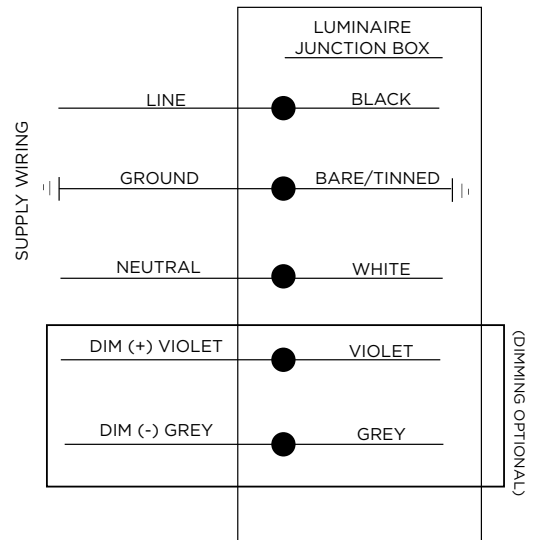 LUMINAIRE
JUNCTION BOX
LINE
BLACK
SUPPLY WIRING
GROUND
BARE/TINNED
NEUTRAL
WHITE
DIM (+) VIOLET
VIOLET
(DIMMING OPTIONAL)
DIM (-) GREY
GREY